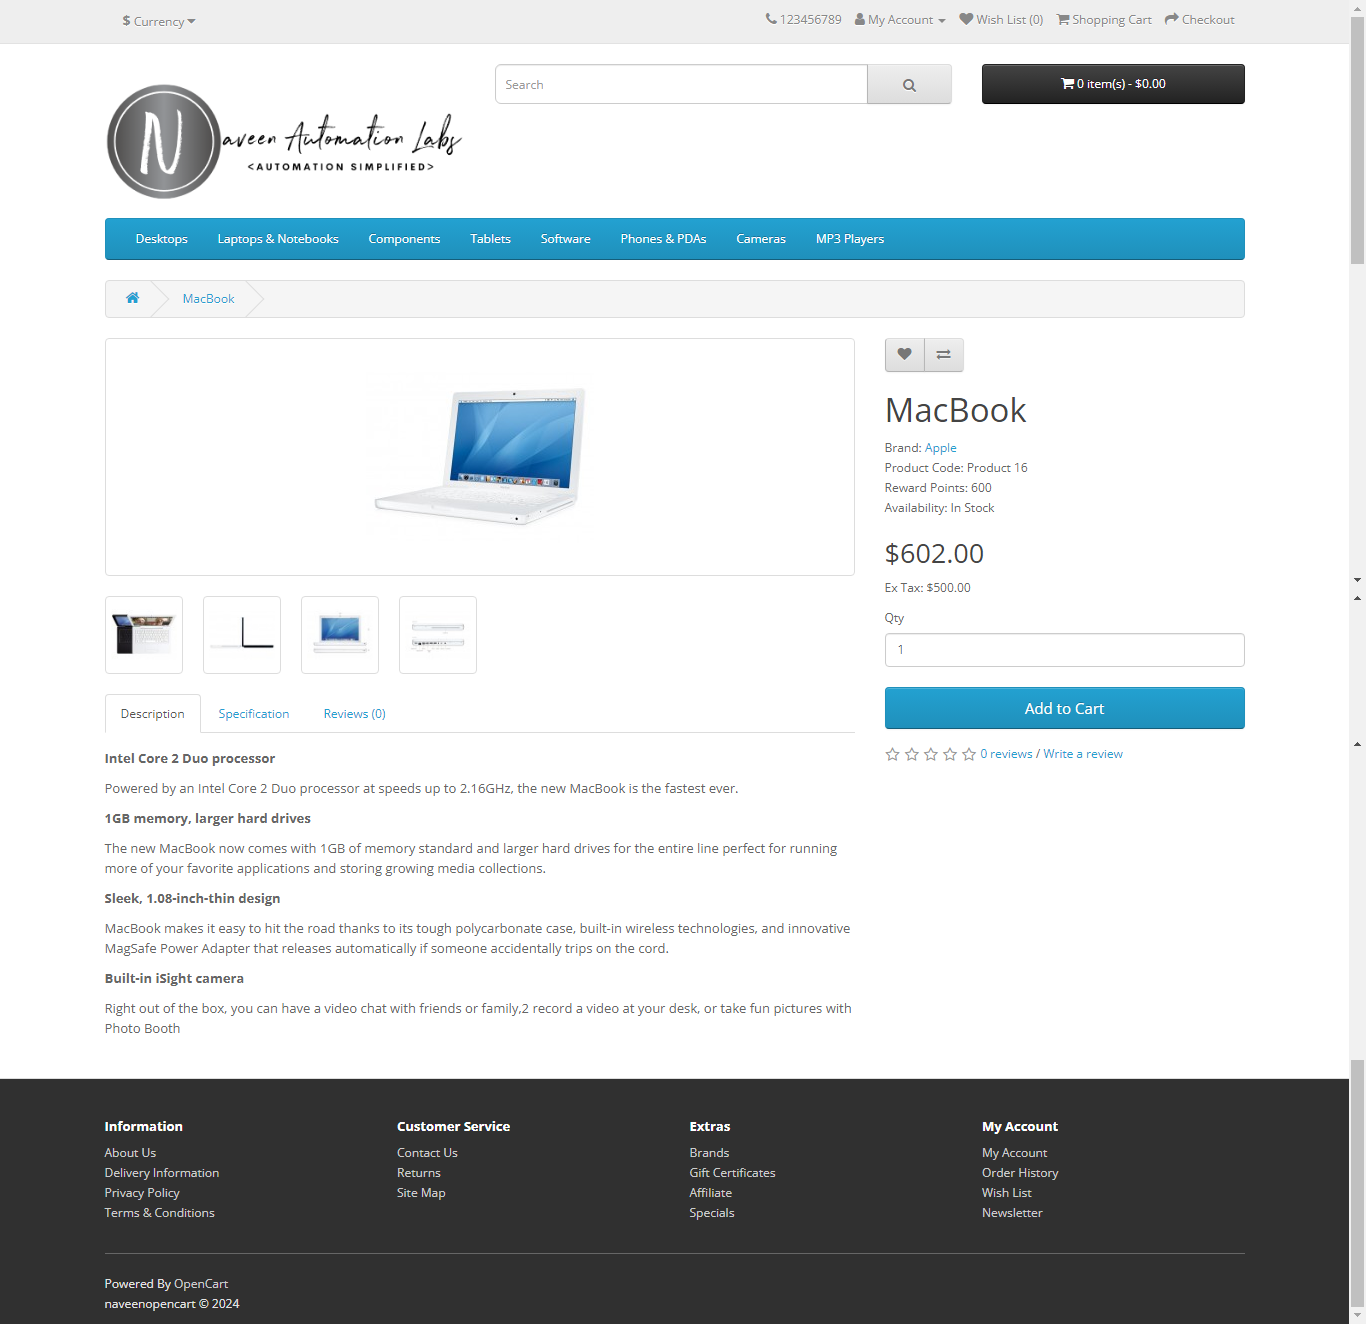 $ Currency
123456789
My Account
Wish List (0)
Shopping Cart
Checkout
N
aveen Automation Labs
<AUTOMATION SIMPLIFIED>
Search
0 item(s) - $0.00
Desktops
Laptops & Notebooks
Components
Tablets
Software
Phones & PDAs
Cameras
MP3 Players
MacBook
MacBook
Brand: Apple
Product Code: Product 16
Reward Points: 600
Availability: In Stock
$602.00
Ex Tax: $500.00
Qty
1
Add to Cart
0 reviews / Write a review
Description
Specification
Reviews (0)
Intel Core 2 Duo processor
Powered by an Intel Core 2 Duo processor at speeds up to 2.16GHz, the new MacBook is the fastest ever.
1GB memory, larger hard drives
The new MacBook now comes with 1GB of memory standard and larger hard drives for the entire line perfect for running
more of your favorite applications and storing growing media collections.
Sleek, 1.08-inch-thin design
MacBook makes it easy to hit the road thanks to its tough polycarbonate case, built-in wireless technologies, and innovative
MagSafe Power Adapter that releases automatically if someone accidentally trips on the cord.
Built-in iSight camera
Right out of the box, you can have a video chat with friends or family,2 record a video at your desk, or take fun pictures with
Photo Booth
Information
About Us
Delivery Information
Privacy Policy
Terms & Conditions
Customer Service
Contact Us
Returns
Site Map
Extras
Brands
Gift Certificates
Affiliate
Specials
My Account
My Account
Order History
Wish List
Newsletter
Powered By OpenCart
naveenopencart © 2024